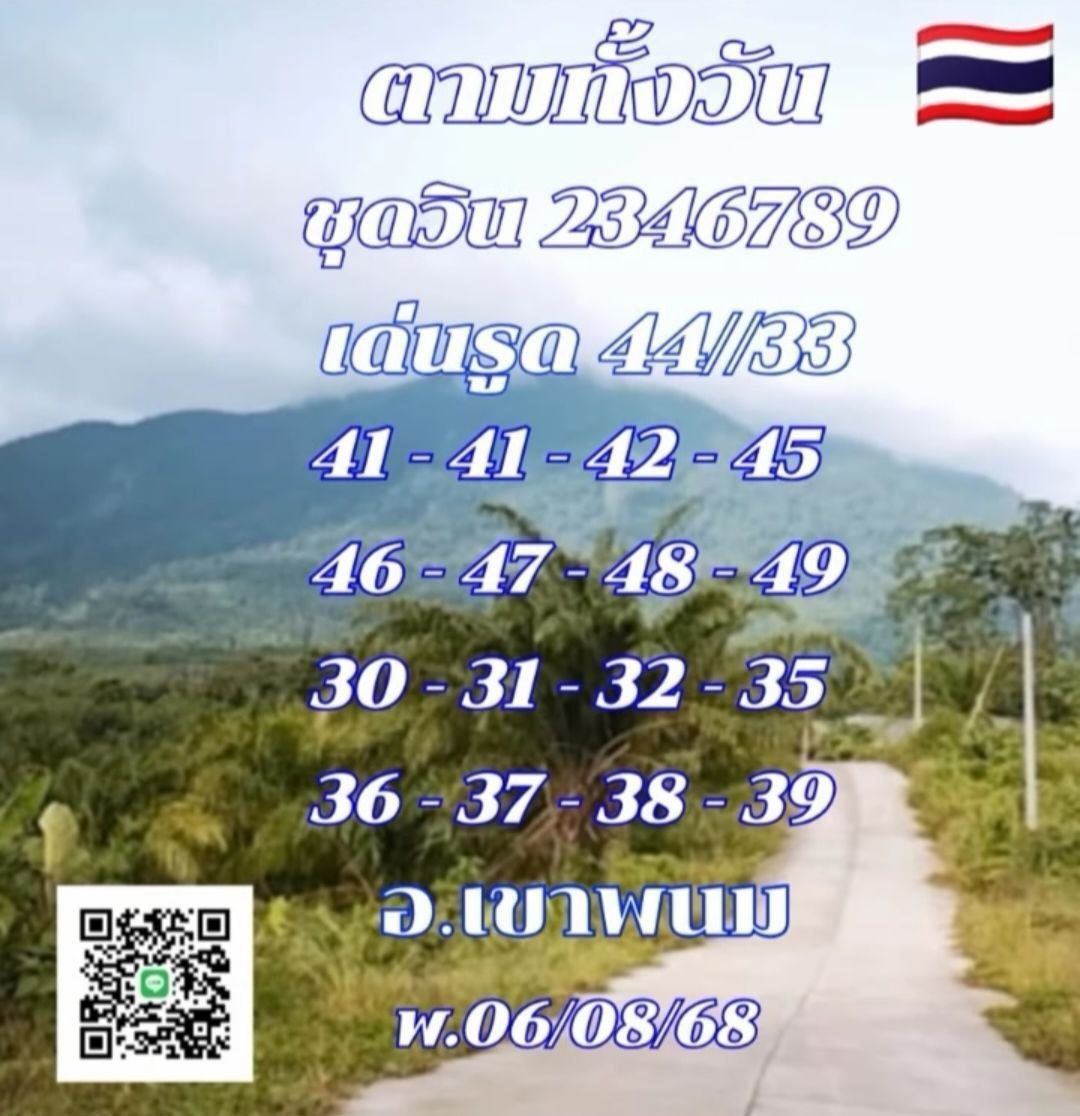 ตามทั้งวัน
ชุดวิน 2346789
เด่นรูด 44//33
41 - 41 - 42 - 45
46 - 47 - 48 - 49
30 - 31 - 32 - 35
36 - 37 - 38 - 39
อ.เขาพนม
พ.06/08/68